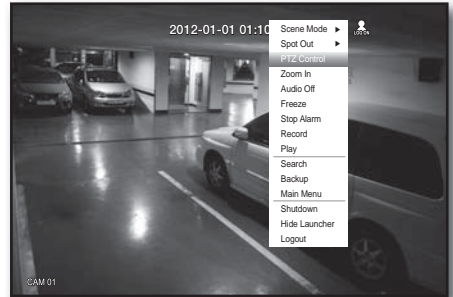 2012-01-01 01:10
LOG ON
Scene Mode ▶
Spot Out ▶
PTZ Control
Zoom In
Audio Off
Freeze
Stop Alarm
Record
Play
Search
Backup
Main Menu
Shutdown
Hide Launcher
Logout
CAM 01